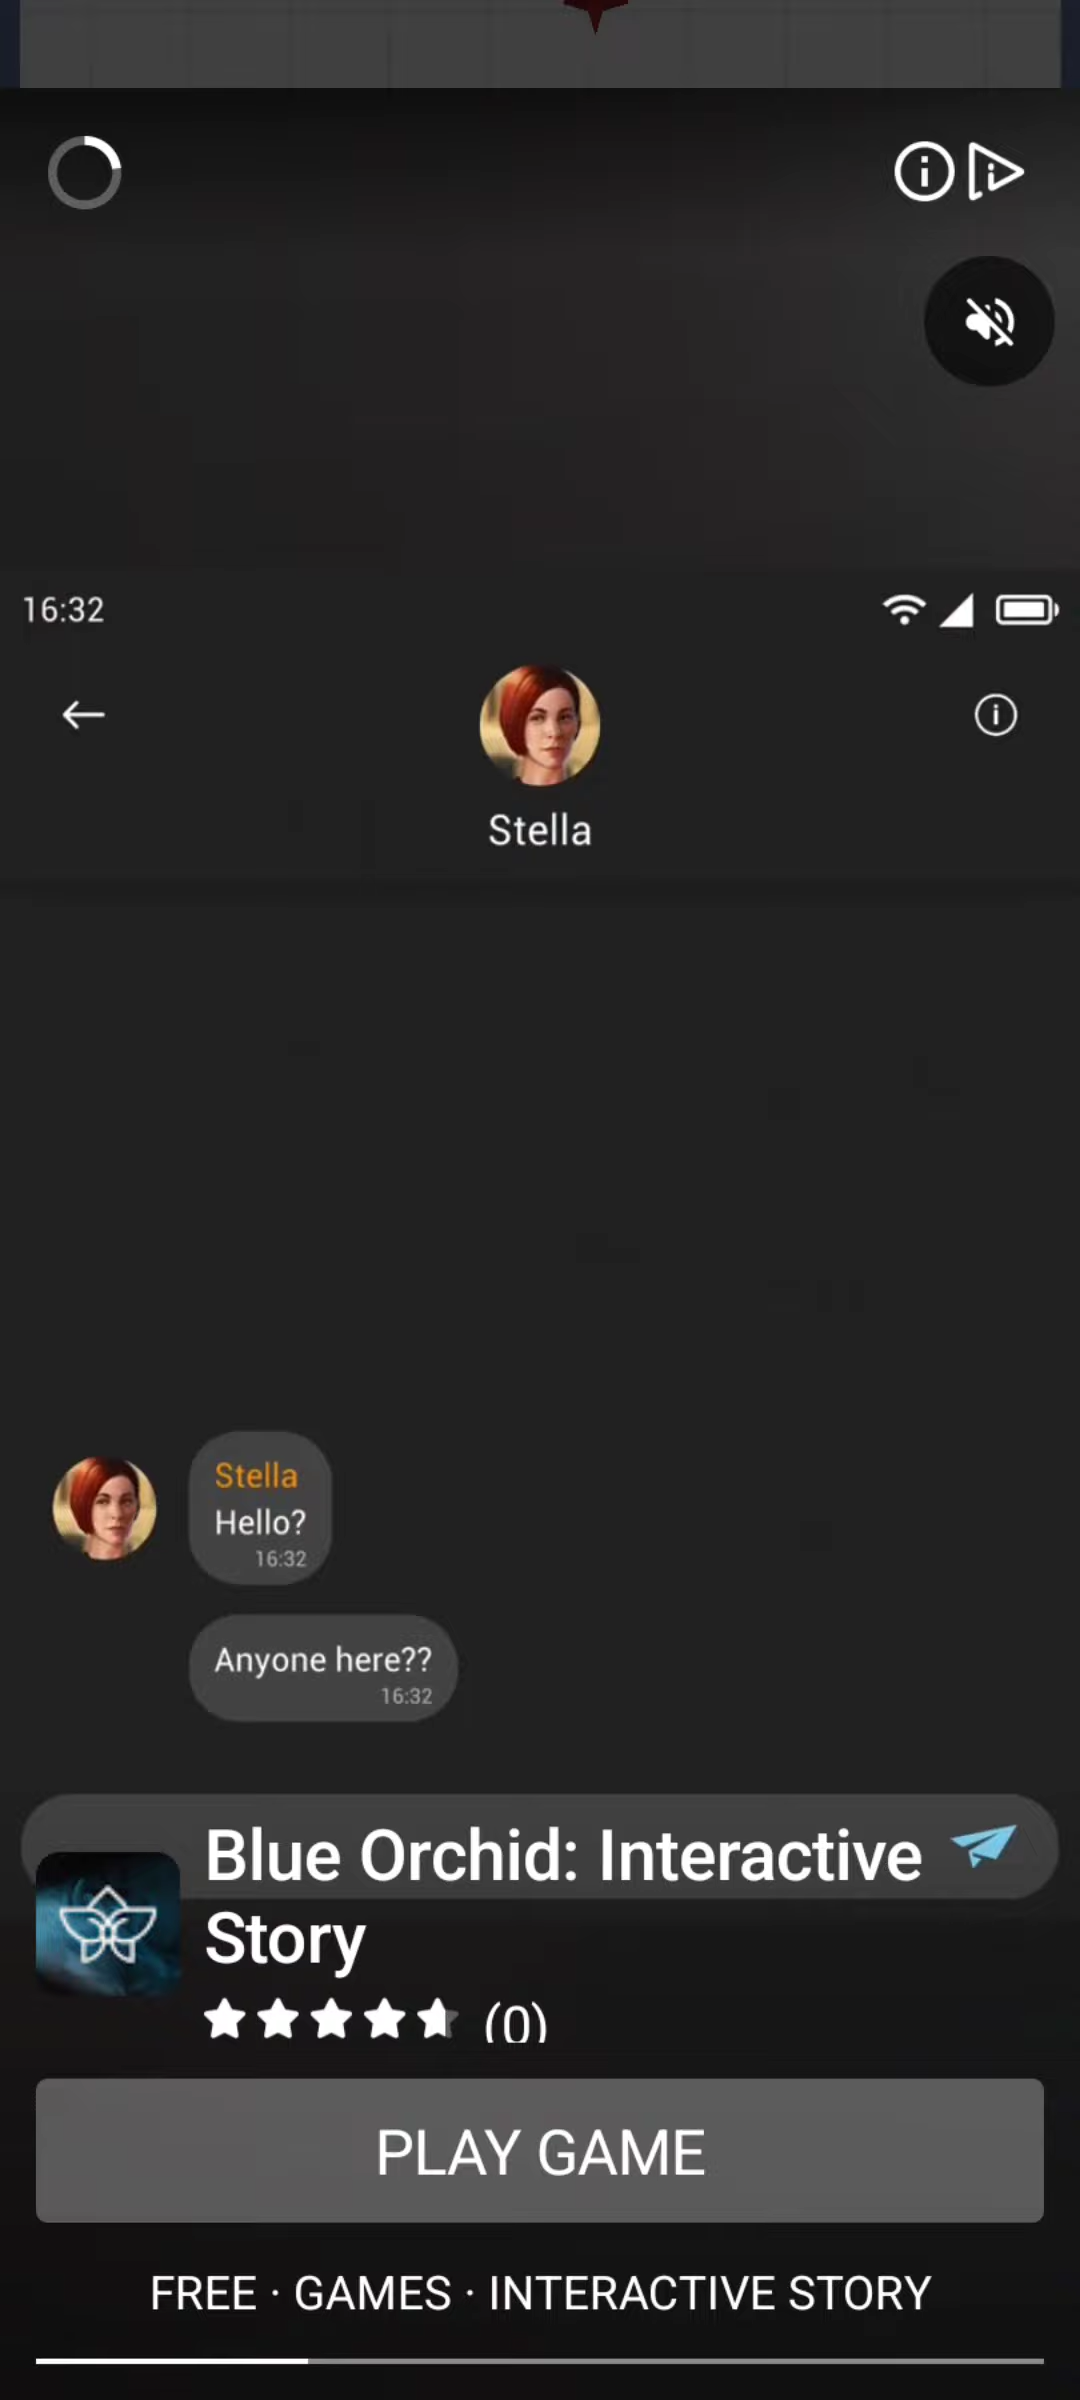 16:32
Stella
Stella
Hello?
16:32
Anyone here??
16:32
Blue Orchid: Interactive
Story
(0)
PLAY GAME
FREE · GAMES · INTERACTIVE STORY